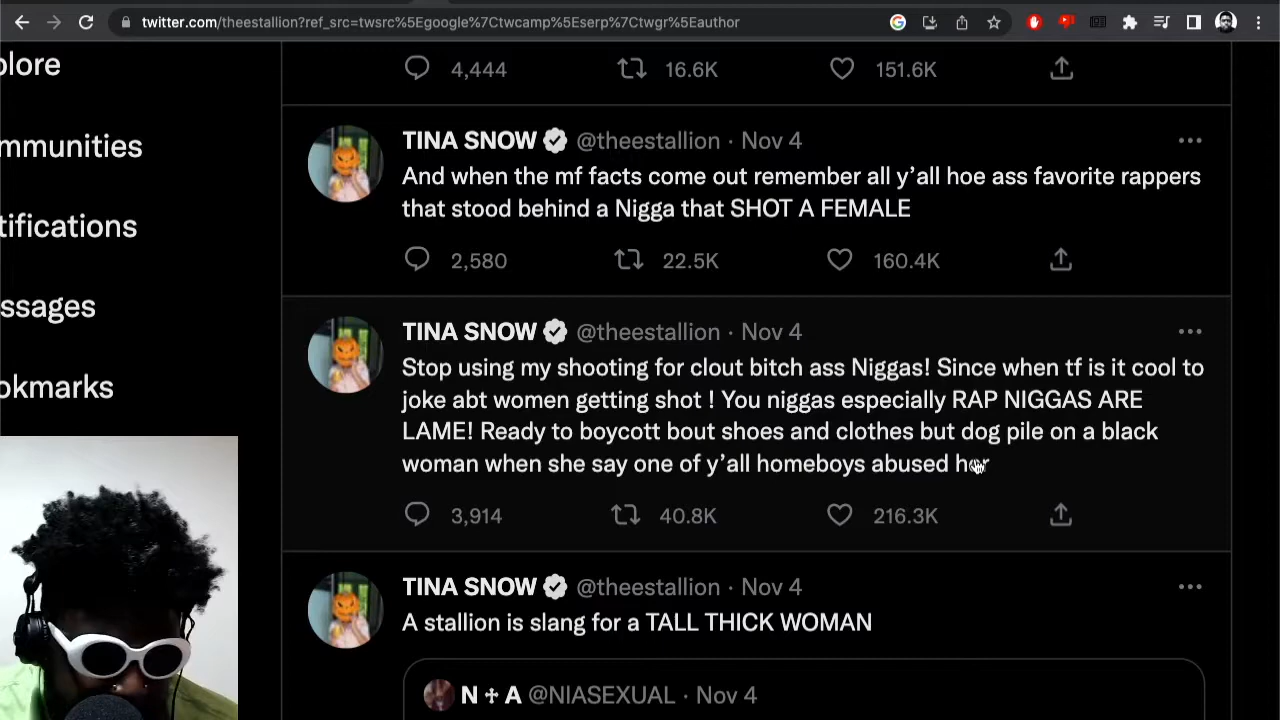 twitter.com/theestallion?ref_src=twsrc%5Egoogle%7Ctwcamp%5Eserp%7Ctwgr%5Eauthor
plore
4,444 16.6K 151.6K
TINA SNOW @theestallion · Nov 4
mmunities
And when the mf facts come out remember all y’all hoe ass favorite rappers
that stood behind a Nigga that SHOT A FEMALE
tifications
2,580 22.5K 160.4K
ssages
TINA SNOW @theestallion · Nov 4
Stop using my shooting for clout bitch ass Niggas! Since when tf is it cool to
okmarks
joke abt women getting shot ! You niggas especially RAP NIGGAS ARE
LAME! Ready to boycott bout shoes and clothes but dog pile on a black
woman when she say one of y’all homeboys abused her
3,914 40.8K 216.3K
TINA SNOW @theestallion · Nov 4
A stallion is slang for a TALL THICK WOMAN
N ✢ A @NIASEXUAL · Nov 4